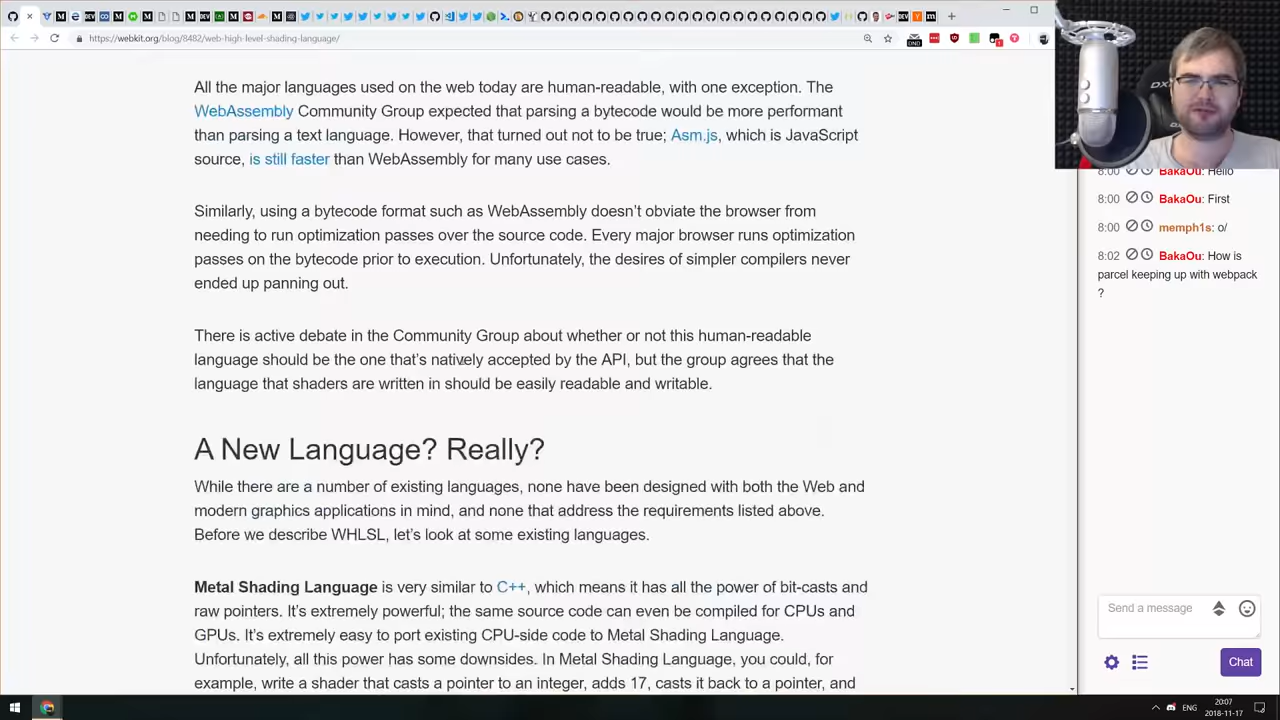 https://webkit.org/blog/8482/web-high-level-shading-language/
All the major languages used on the web today are human-readable, with one exception. The
WebAssembly Community Group expected that parsing a bytecode would be more performant
than parsing a text language. However, that turned out not to be true; Asm.js, which is JavaScript
source, is still faster than WebAssembly for many use cases.
Similarly, using a bytecode format such as WebAssembly doesn’t obviate the browser from
needing to run optimization passes over the source code. Every major browser runs optimization
passes on the bytecode prior to execution. Unfortunately, the desires of simpler compilers never
ended up panning out.
There is active debate in the Community Group about whether or not this human-readable
language should be the one that’s natively accepted by the API, but the group agrees that the
language that shaders are written in should be easily readable and writable.
A New Language? Really?
While there are a number of existing languages, none have been designed with both the Web and
modern graphics applications in mind, and none that address the requirements listed above.
Before we describe WHLSL, let’s look at some existing languages.
Metal Shading Language is very similar to C++, which means it has all the power of bit-casts and
raw pointers. It’s extremely powerful; the same source code can even be compiled for CPUs and
GPUs. It’s extremely easy to port existing CPU-side code to Metal Shading Language.
Unfortunately, all this power has some downsides. In Metal Shading Language, you could, for
example, write a shader that casts a pointer to an integer, adds 17, casts it back to a pointer, and
8:00 BakaOu: Hello
8:00 BakaOu: First
8:00 memph1s: o/
8:02 BakaOu: How is
parcel keeping up with webpack
?
Send a message
Chat
ENG
20:07
2018-11-17